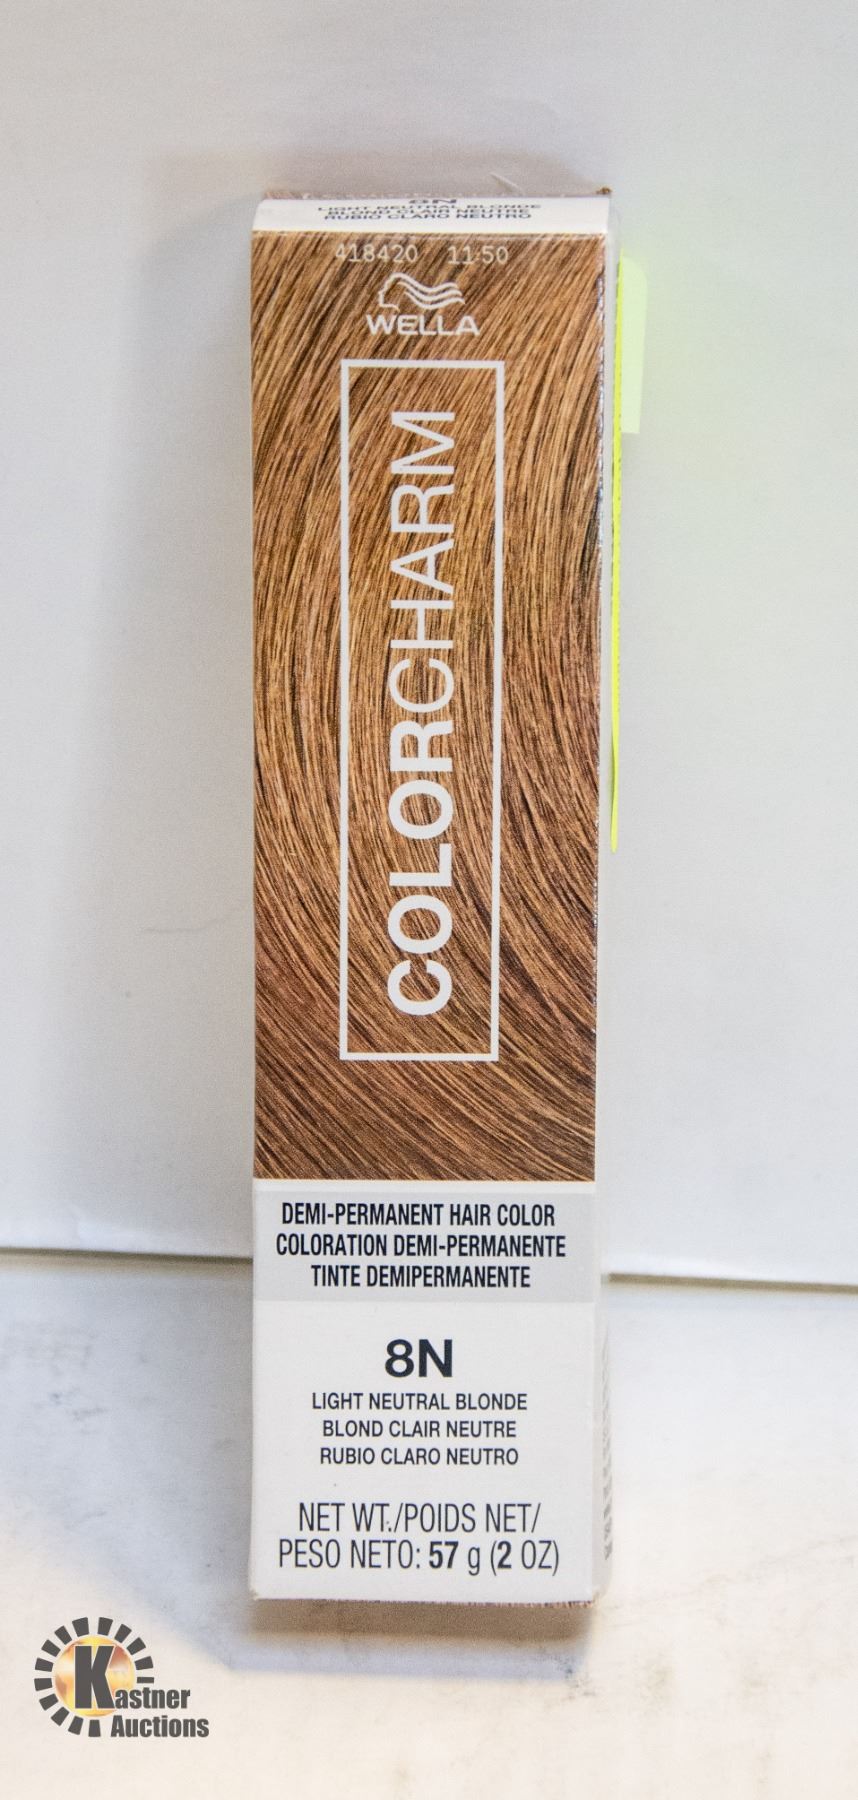 8N
LIGHT NEUTRAL BLONDE
BLOND CLAIR NEUTRE
RUBIO CLARO NEUTRO
418420 11:50
WELLA
COLORCHARM
DEMI-PERMANENT HAIR COLOR
COLORATION DEMI-PERMANENTE
TINTE DEMIPERMANENTE
8N
LIGHT NEUTRAL BLONDE
BLOND CLAIR NEUTRE
RUBIO CLARO NEUTRO
NET WT./POIDS NET/
PESO NETO: 57 g (2 OZ)
Kastner
Auctions